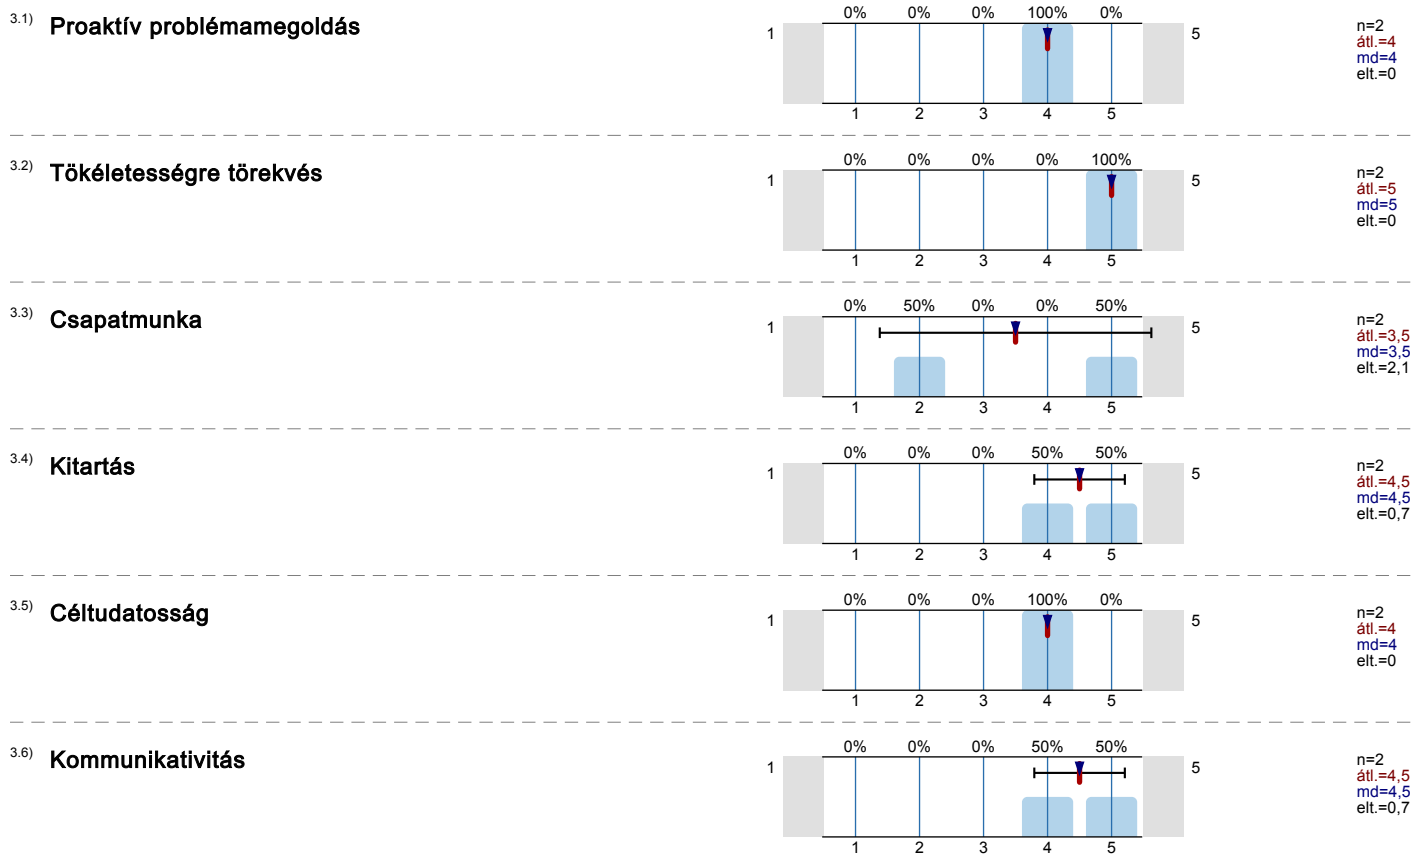 3.1) Proaktív problémamegoldás
0% 0% 0% 100% 0%
1 5
n=2
átl.=4
md=4
elt.=0
1 2 3 4 5
3.2) Tökéletességre törekvés
0% 0% 0% 0% 100%
1 5
n=2
átl.=5
md=5
elt.=0
1 2 3 4 5
3.3) Csapatmunka
0% 50% 0% 0% 50%
1 5
n=2
átl.=3,5
md=3,5
elt.=2,1
1 2 3 4 5
3.4) Kitartás
0% 0% 0% 50% 50%
1 5
n=2
átl.=4,5
md=4,5
elt.=0,7
1 2 3 4 5
3.5) Céltudatosság
0% 0% 0% 100% 0%
1 5
n=2
átl.=4
md=4
elt.=0
1 2 3 4 5
3.6) Kommunikativitás
0% 0% 0% 50% 50%
1 5
n=2
átl.=4,5
md=4,5
elt.=0,7
1 2 3 4 5